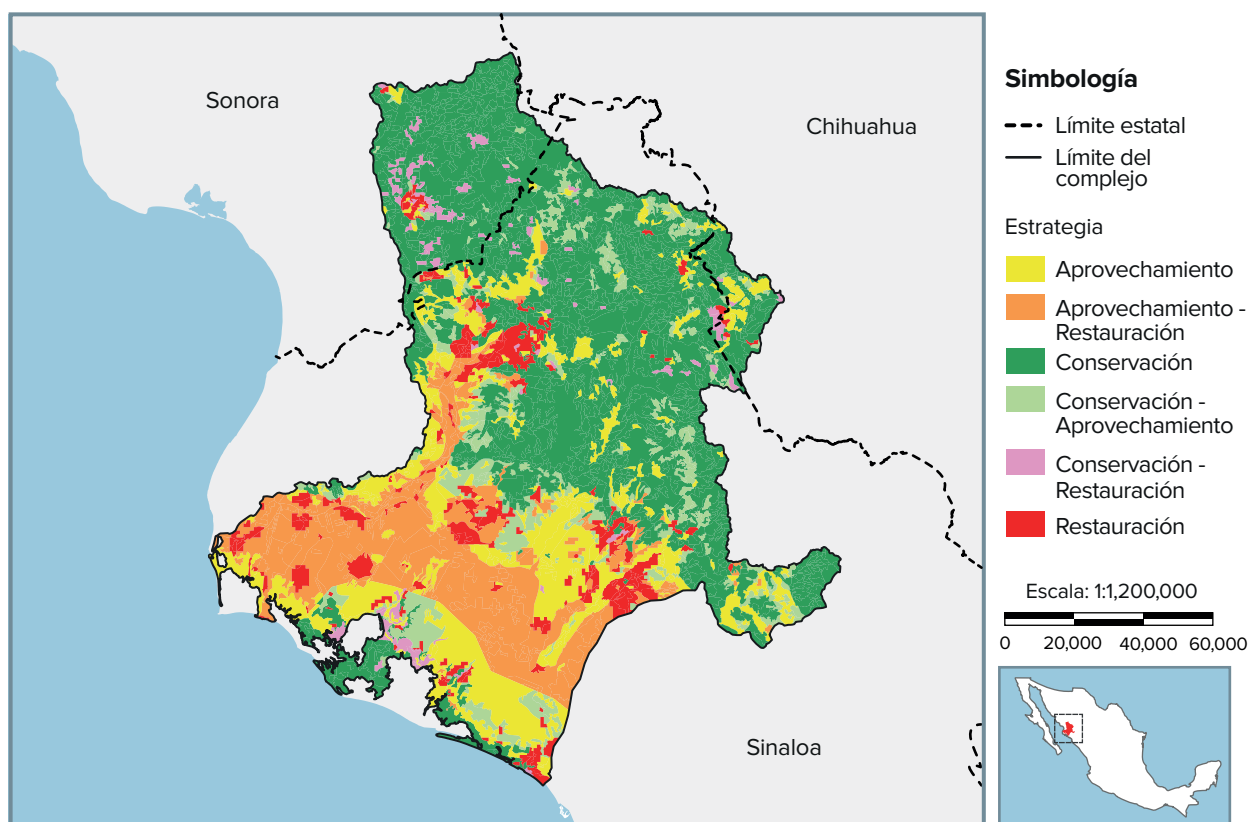 Sonora
Chihuahua
Sinaloa
Simbología
Límite estatal
Límite del
complejo
Estrategia
Aprovechamiento
Aprovechamiento -
Restauración
Conservación
Conservación -
Aprovechamiento
Conservación -
Restauración
Restauración
Escala: 1:1,200,000
0 20,000 40,000 60,000